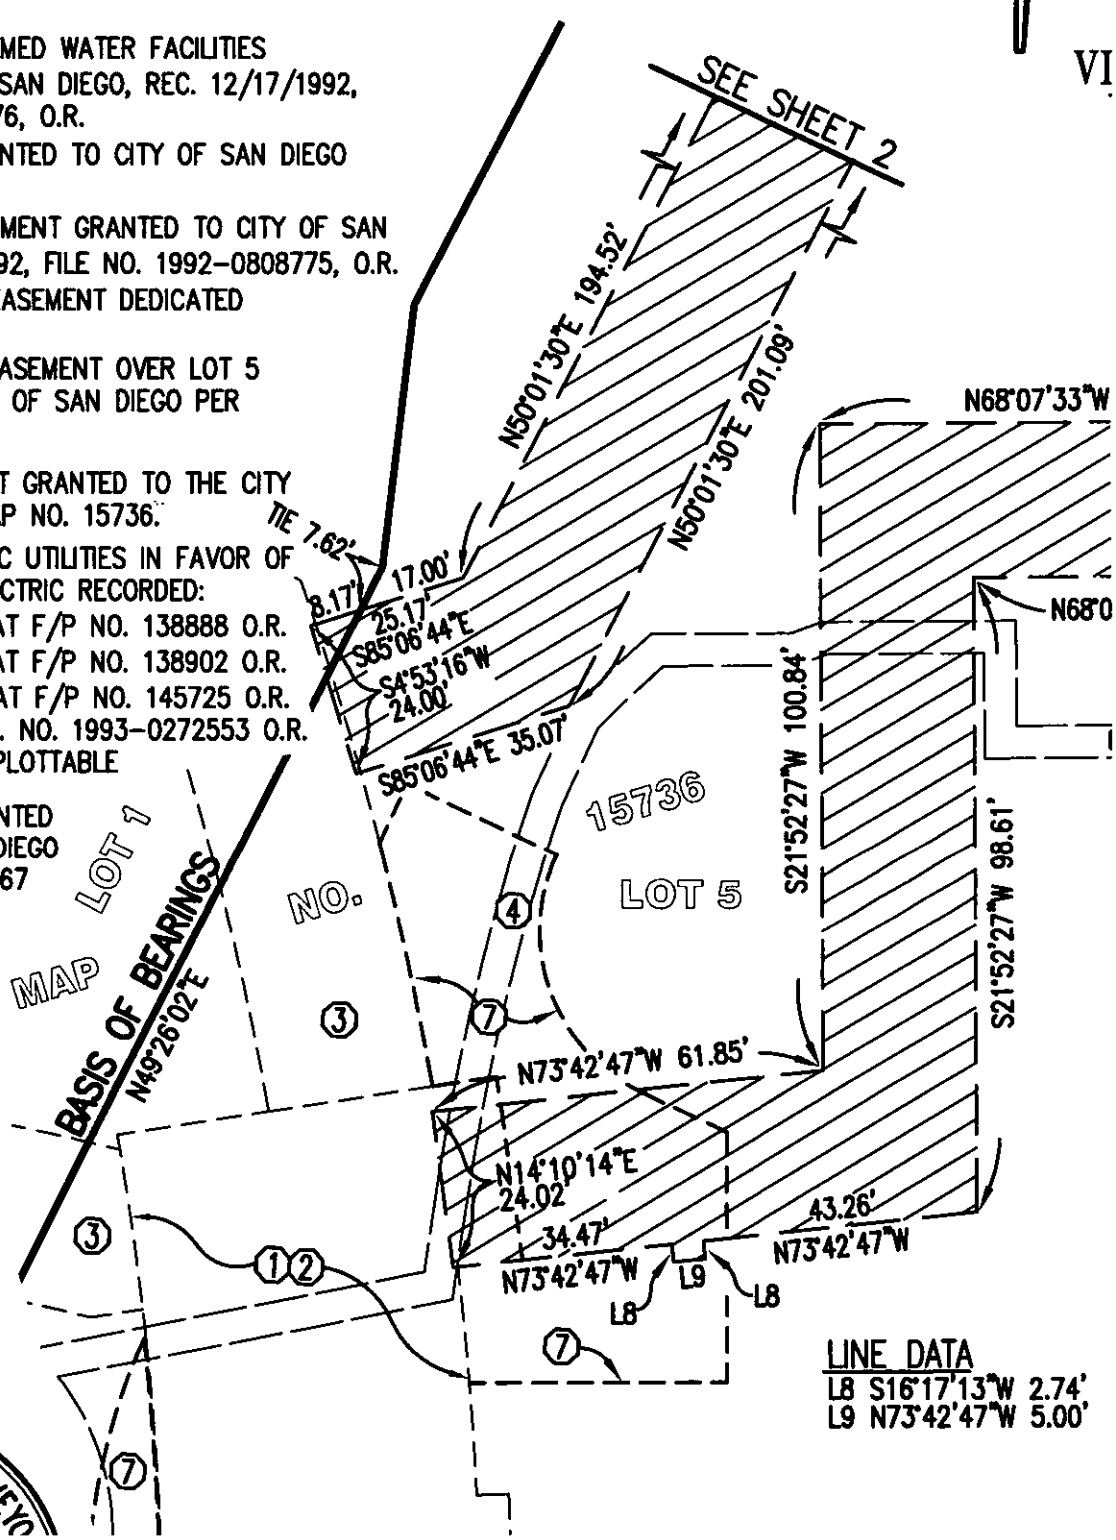 MED WATER FACILITIES
SAN DIEGO, REC. 12/17/1992,
76, O.R.
NTED TO CITY OF SAN DIEGO
MENT GRANTED TO CITY OF SAN
92, FILE NO. 1992-0808775, O.R.
EASEMENT DEDICATED
ASEMENT OVER LOT 5
OF SAN DIEGO PER
T GRANTED TO THE CITY
P NO. 15736.
IC UTILITIES IN FAVOR OF
CTRIC RECORDED:
AT F/P NO. 138888 O.R.
AT F/P NO. 138902 O.R.
AT F/P NO. 145725 O.R.
. NO. 1993-0272553 O.R.
PLOTTABLE
NTED
DIEGO
67
VI
SEE SHEET 2
N50°01'30"E 194.52'
N50°01'30"E 201.09'
N68°07'33"W
N68°0
TIE 7.62'
8.17'
17.00'
25.17'
S85°06'44"E
S4°53'16"W
24.00'
S85°06'44"E 35.07'
S21°52'27"W 100.84'
S21°52'27"W 98.61'
15736
LOT 5
LOT 1
NO.
MAP
BASIS OF BEARINGS
N49°26'02"E
4
3
7
N73°42'47"W 61.85'
N14°10'14"E
24.02'
34.47'
N73°42'47"W
43.26'
N73°42'47"W
L8
L9
L8
3
1 2
7
7
LINE DATA
L8 S16°17'13"W 2.74'
L9 N73°42'47"W 5.00'
EYO